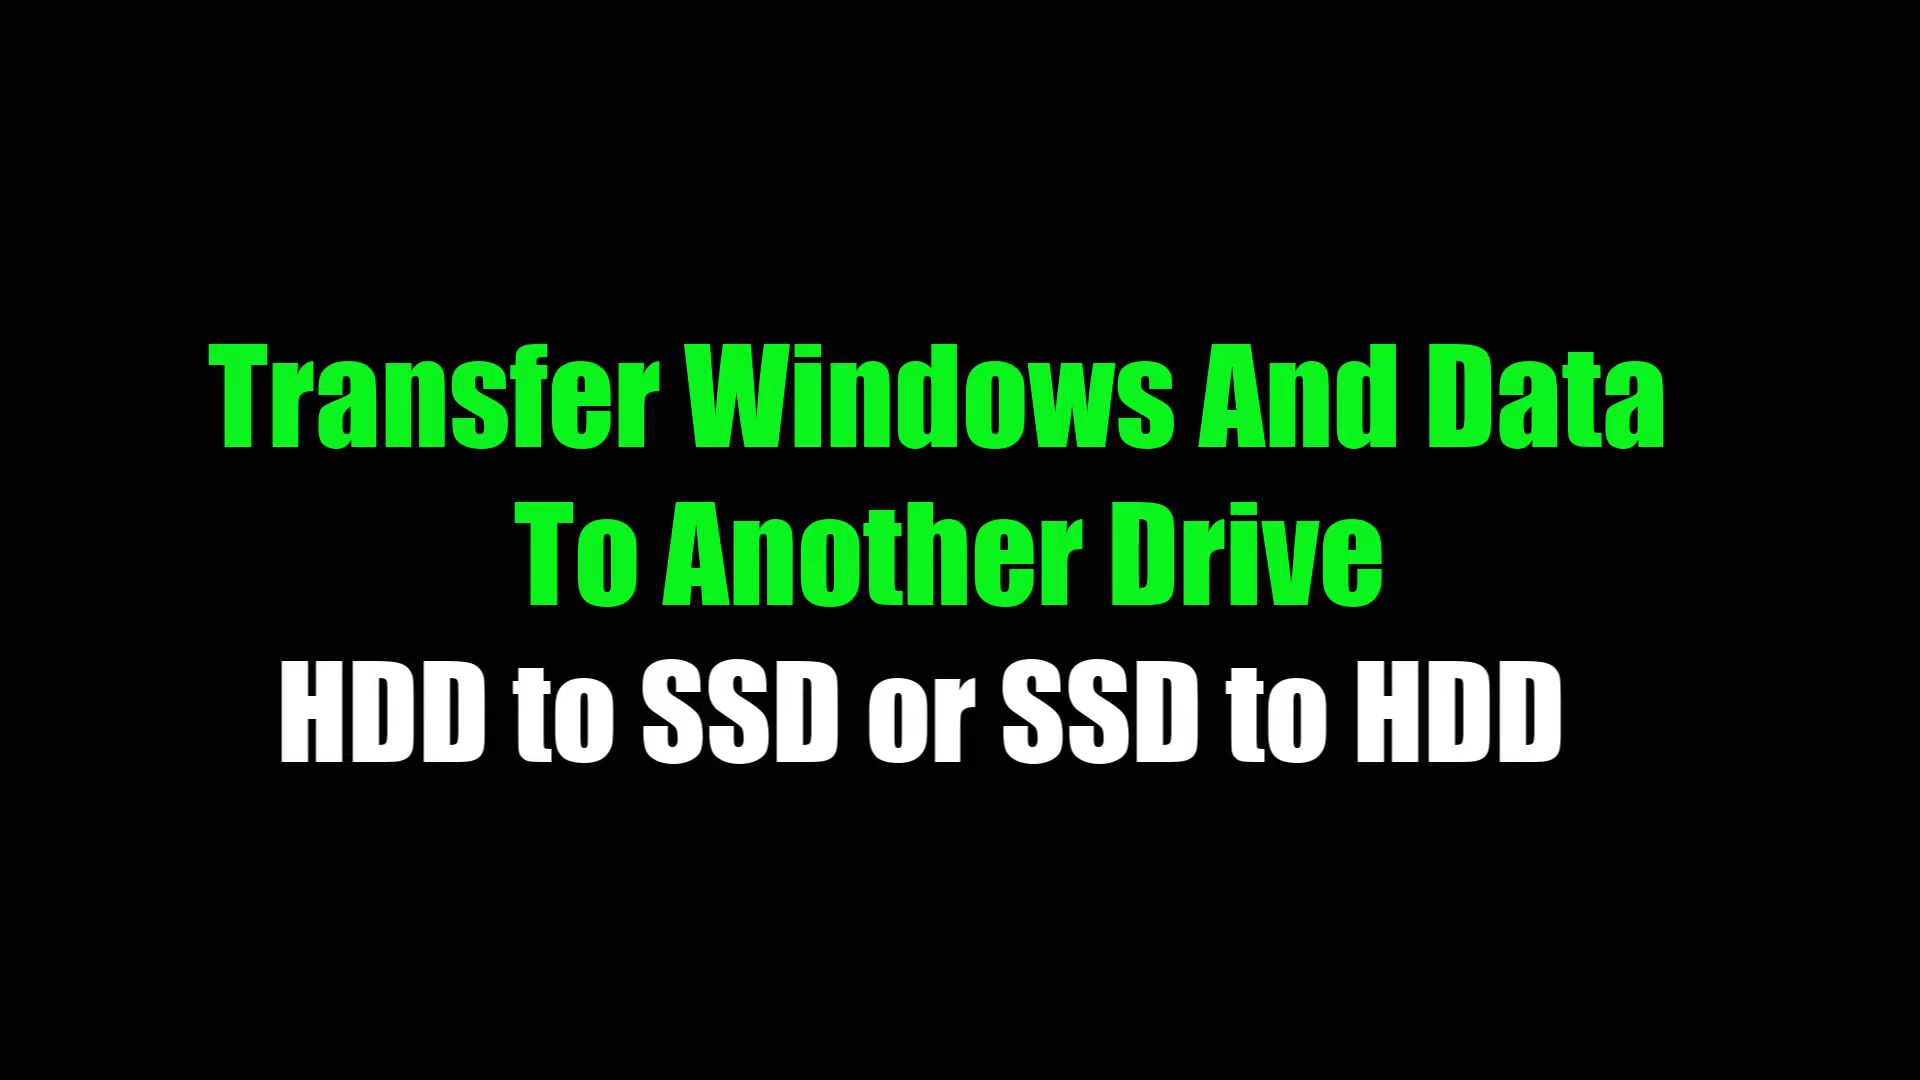 Transfer Windows And Data
To Another Drive
HDD to SSD or SSD to HDD